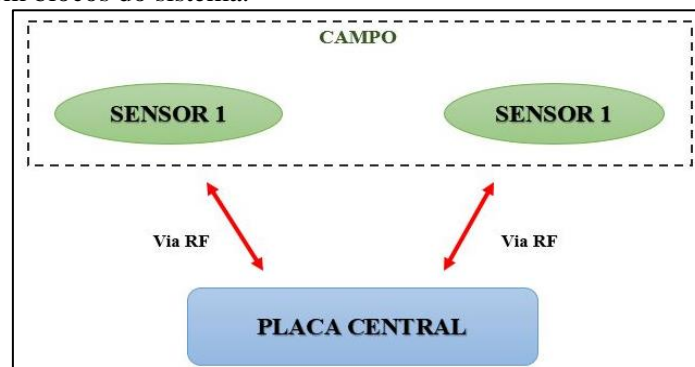 m blocos do sistema.
CAMPO
SENSOR 1 SENSOR 1
Via RF Via RF
PLACA CENTRAL